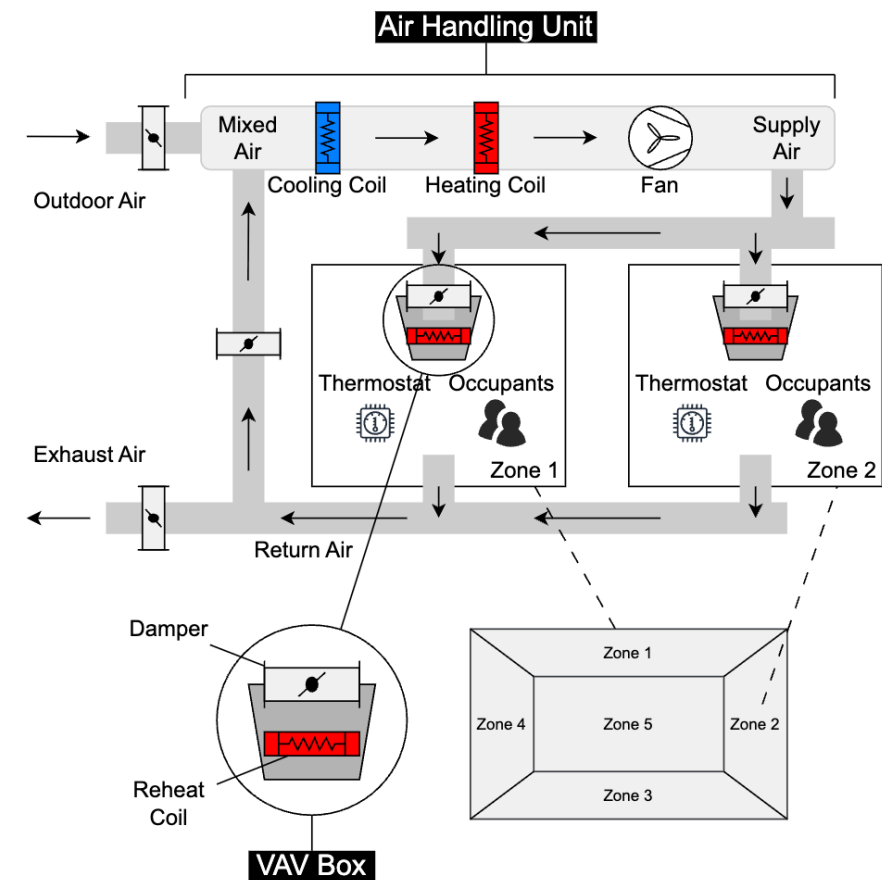 Air Handling Unit
Mixed
Air
Supply
Air
Cooling Coil
Heating Coil
Fan
Outdoor Air
Thermostat
Occupants
Thermostat
Occupants
Exhaust Air
Zone 1
Zone 2
Return Air
Damper
Zone 1
Zone 4
Zone 5
Zone 2
Reheat
Coil
Zone 3
VAV Box